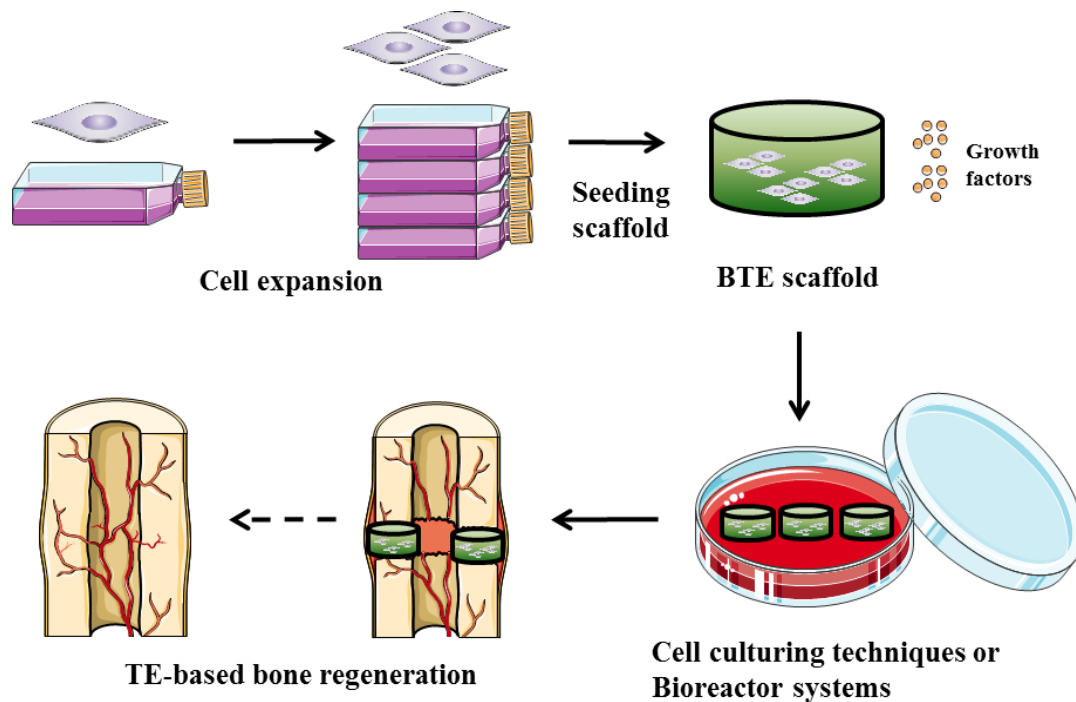 Cell expansion
Seeding
scaffold
Growth
factors
BTE scaffold
Cell culturing techniques or
Bioreactor systems
TE-based bone regeneration